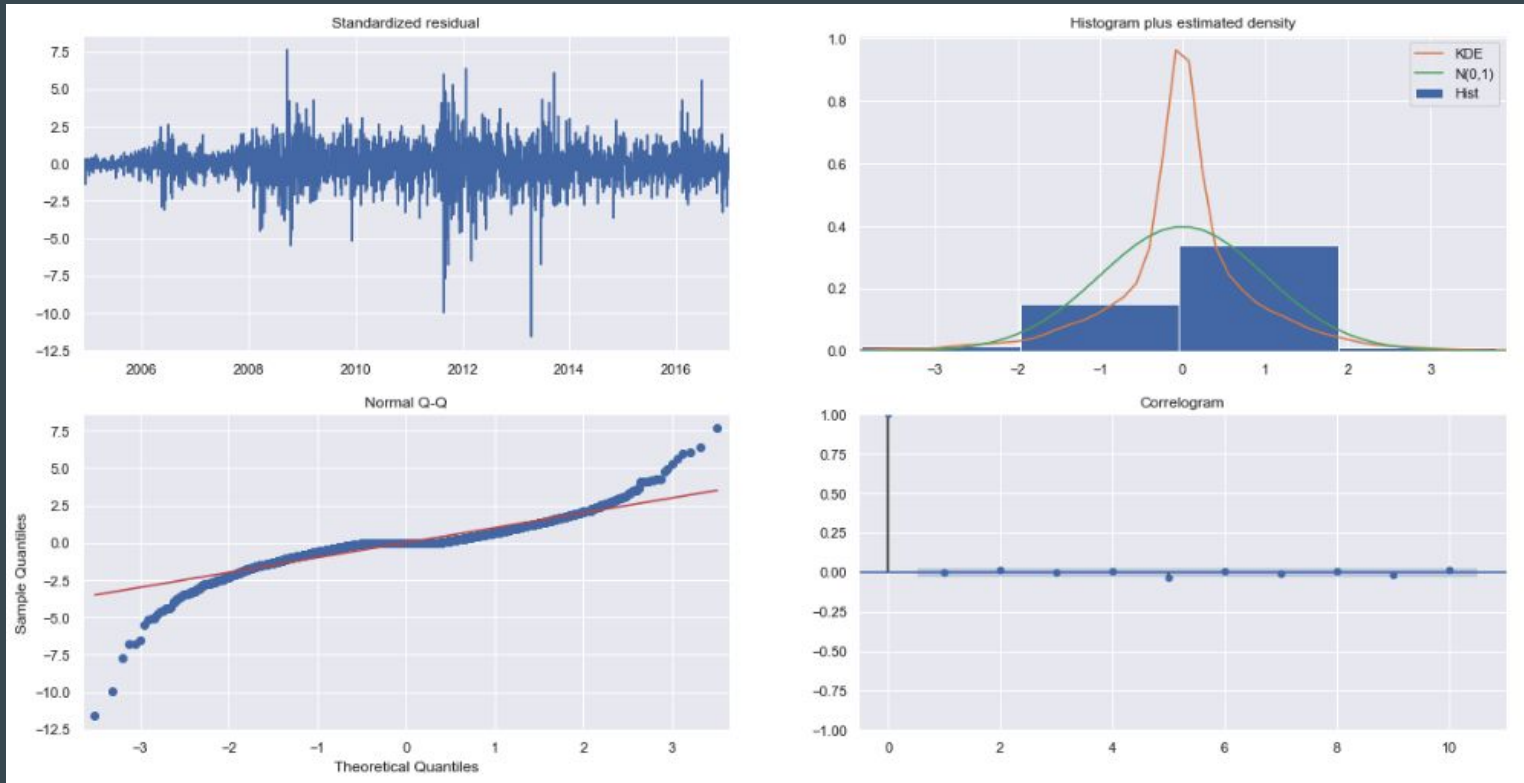 Standardized residual
7.5
5.0
2.5
0.0
−2.5
−5.0
−7.5
−10.0
−12.5
2006 2008 2010 2012 2014 2016
Histogram plus estimated density
KDE
N(0,1)
Hist
1.0
0.8
0.6
0.4
0.2
0.0
−3 −2 −1 0 1 2 3
Normal Q-Q
Sample Quantiles
7.5
5.0
2.5
0.0
−2.5
−5.0
−7.5
−10.0
−12.5
−3 −2 −1 0 1 2 3
Theoretical Quantiles
Correlogram
1.00
0.75
0.50
0.25
0.00
−0.25
−0.50
−0.75
−1.00
0 2 4 6 8 10